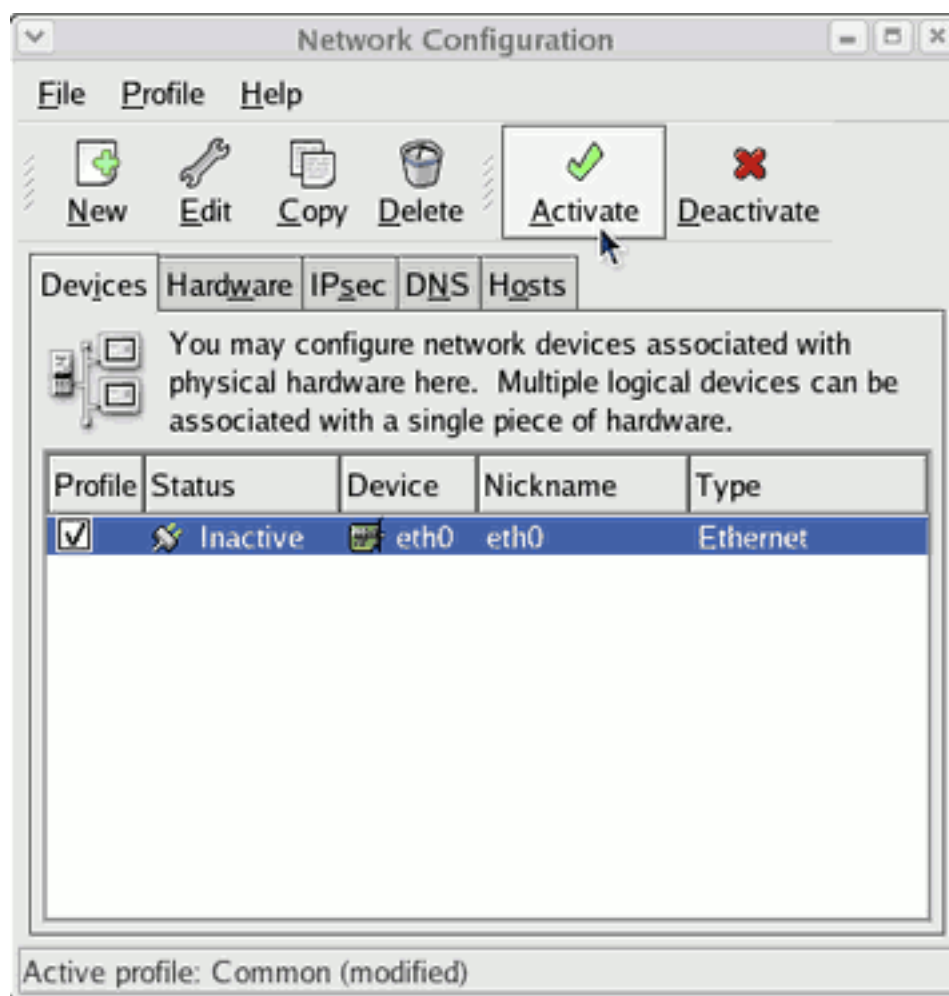 Network Configuration
File Profile Help
New Edit Copy Delete Activate Deactivate
Devices Hardware IPsec DNS Hosts
You may configure network devices associated with
physical hardware here. Multiple logical devices can be
associated with a single piece of hardware.
Profile Status Device Nickname Type
Inactive eth0 eth0 Ethernet
Active profile: Common (modified)